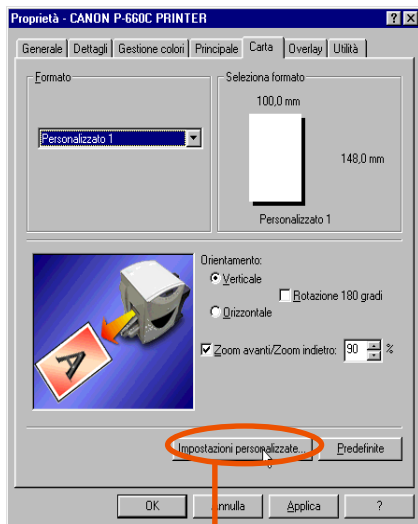 Proprietà - CANON P-660C PRINTER
Generale Dettagli Gestione colori Principale Carta Overlay Utilità
Formato
Personalizzato 1
Seleziona formato
100,0 mm
148,0 mm
Personalizzato 1
A
Orientamento:
Verticale
Rotazione 180 gradi
Orizzontale
Zoom avanti/Zoom indietro: 90 %
Impostazioni personalizzate... Predefinite
OK Annulla Applica ?